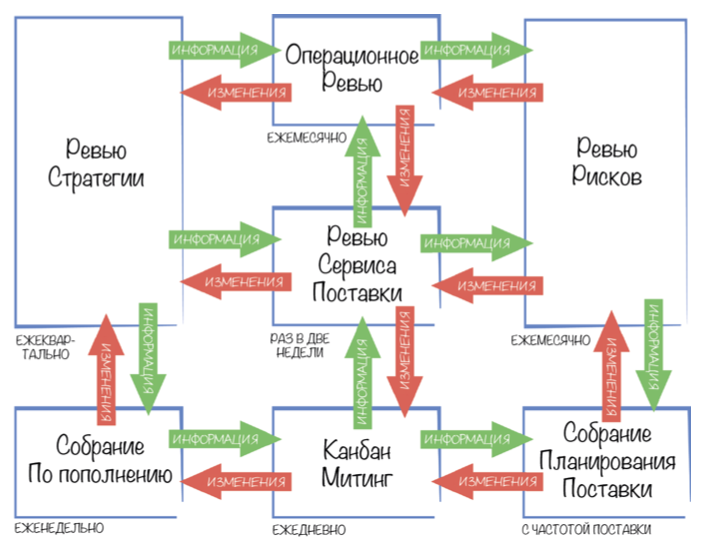 ИНФОРМАЦИЯ
Операционное
Ревью
ИНФОРМАЦИЯ
ИЗМЕНЕНИЯ
ИЗМЕНЕНИЯ
ЕЖЕМЕСЯЧНО
ИНФОРМАЦИЯ
ИЗМЕНЕНИЯ
Ревью
Стратегии
Ревью
Рисков
ИНФОРМАЦИЯ
Ревью
Сервиса
Поставки
ИНФОРМАЦИЯ
ИЗМЕНЕНИЯ
ИЗМЕНЕНИЯ
ЕЖЕКВАР-
ТАЛЬНО
РАЗ В ДВЕ
НЕДЕЛИ
ЕЖЕМЕСЯЧНО
ИЗМЕНЕНИЯ
ИНФОРМАЦИЯ
ИНФОРМАЦИЯ
ИЗМЕНЕНИЯ
ИЗМЕНЕНИЯ
ИНФОРМАЦИЯ
Собрание
По пополнению
ИНФОРМАЦИЯ
ИЗМЕНЕНИЯ
Канбан
Митинг
ИНФОРМАЦИЯ
ИЗМЕНЕНИЯ
Собрание
Планирования
Поставки
ЕЖЕНЕДЕЛЬНО
ЕЖЕДНЕВНО
С ЧАСТОТОЙ ПОСТАВКИ